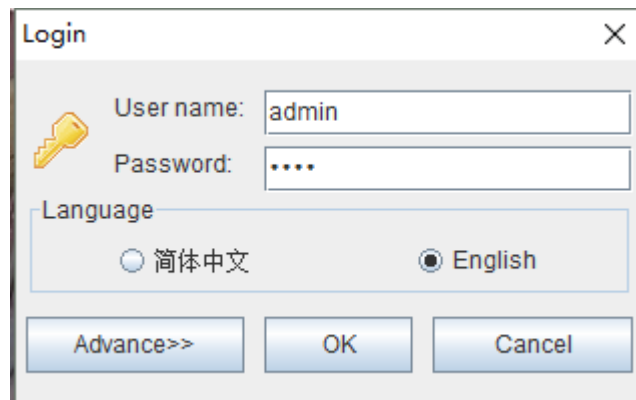 Login
User name: admin
Password: ••••
Language
简体中文 English
Advance>> OK Cancel